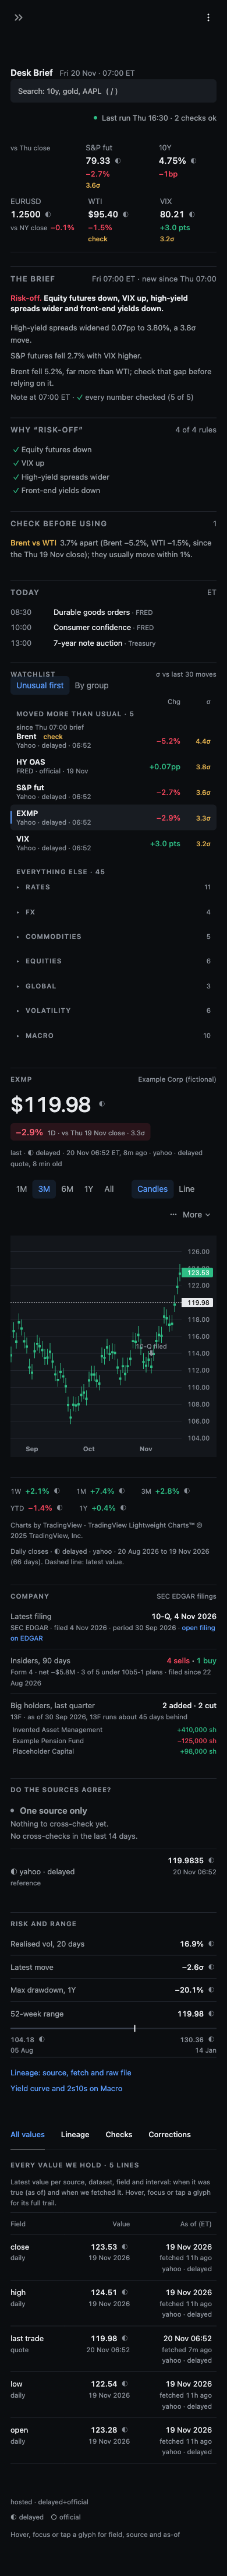 Desk Brief Fri 20 Nov · 07:00 ET
Search: 10y, gold, AAPL ( / )
Last run Thu 16:30 · 2 checks ok
vs Thu close
S&P fut
79.33
−2.7%
3.6σ
10Y
4.75%
−1bp
EURUSD
1.2500
vs NY close −0.1%
WTI
$95.40
−1.5%
check
VIX
80.21
+3.0 pts
3.2σ
THE BRIEF Fri 07:00 ET · new since Thu 07:00
Risk-off. Equity futures down, VIX up, high-yield
spreads wider and front-end yields down.
High-yield spreads widened 0.07pp to 3.80%, a 3.8σ
move.
S&P futures fell 2.7% with VIX higher.
Brent fell 5.2%, far more than WTI; check that gap before
relying on it.
Note at 07:00 ET · ✓ every number checked (5 of 5)
WHY "RISK-OFF" 4 of 4 rules
✓ Equity futures down
✓ VIX up
✓ High-yield spreads wider
✓ Front-end yields down
CHECK BEFORE USING 1
Brent vs WTI 3.7% apart (Brent −5.2%, WTI −1.5%, since
the Thu 19 Nov close); they usually move within 1%.
TODAY ET
08:30 Durable goods orders · FRED
10:00 Consumer confidence · FRED
13:00 7-year note auction · Treasury
WATCHLIST σ vs last 30 moves
Unusual first By group
Chg σ
MOVED MORE THAN USUAL · 5
since Thu 07:00 brief
Brent check
Yahoo · delayed · 06:52
−5.2% 4.4σ
HY OAS
FRED · official · 19 Nov
+0.07pp 3.8σ
S&P fut
Yahoo · delayed · 06:52
−2.7% 3.6σ
EXMP
Yahoo · delayed · 06:52
−2.9% 3.3σ
VIX
Yahoo · delayed · 06:52
+3.0 pts 3.2σ
EVERYTHING ELSE · 45
RATES 11
FX 4
COMMODITIES 5
EQUITIES 6
GLOBAL 3
VOLATILITY 6
MACRO 10
EXMP Example Corp (fictional)
$119.98
−2.9% 1D · vs Thu 19 Nov close · 3.3σ
last · delayed · 20 Nov 06:52 ET, 8m ago · yahoo · delayed
quote, 8 min old
1M 3M 6M 1Y All Candles Line
··· More
126.00
123.53
122.00
119.98
118.00
116.00
114.00
112.00
110.00
108.00
106.00
104.00
10-Q filed
Sep Oct Nov
1W +2.1% 1M +7.4% 3M +2.8%
YTD −1.4% 1Y +0.4%
Charts by TradingView · TradingView Lightweight Charts™ ©
2025 TradingView, Inc.
Daily closes · delayed · yahoo · 20 Aug 2026 to 19 Nov 2026
(66 days). Dashed line: latest value.
COMPANY SEC EDGAR filings
Latest filing 10-Q, 4 Nov 2026
SEC EDGAR · filed 4 Nov 2026 · period 30 Sep 2026 · open filing
on EDGAR
Insiders, 90 days 4 sells · 1 buy
Form 4 · net ~$5.8M · 3 of 5 under 10b5-1 plans · filed since 22
Aug 2026
Big holders, last quarter 2 added · 2 cut
13F · as of 30 Sep 2026, 13F runs about 45 days behind
Invented Asset Management +410,000 sh
Example Pension Fund −125,000 sh
Placeholder Capital +98,000 sh
DO THE SOURCES AGREE?
One source only
Nothing to cross-check yet.
No cross-checks in the last 14 days.
yahoo · delayed
reference
119.9835
20 Nov 06:52
RISK AND RANGE
Realised vol, 20 days 16.9%
Latest move −2.6σ
Max drawdown, 1Y −20.1%
52-week range 119.98
104.18
05 Aug
130.36
14 Jan
Lineage: source, fetch and raw file
Yield curve and 2s10s on Macro
All values Lineage Checks Corrections
EVERY VALUE WE HOLD · 5 LINES
Latest value per source, dataset, field and interval: when it was
true (as of) and when we fetched it. Hover, focus or tap a glyph
for its full trail.
Field Value As of (ET)
close 123.53 19 Nov 2026
daily 19 Nov 2026 fetched 11h ago
yahoo · delayed
high 124.51 19 Nov 2026
daily 19 Nov 2026 fetched 11h ago
yahoo · delayed
last trade 119.98 20 Nov 06:52
quote 20 Nov 06:52 fetched 7m ago
yahoo · delayed
low 122.54 19 Nov 2026
daily 19 Nov 2026 fetched 11h ago
yahoo · delayed
open 123.28 19 Nov 2026
daily 19 Nov 2026 fetched 11h ago
yahoo · delayed
hosted · delayed+official
delayed official
Hover, focus or tap a glyph for field, source and as-of